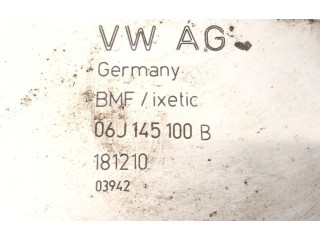 VW AG
Germany
BMF / ixetic
06J 145 100 B
181210
03942